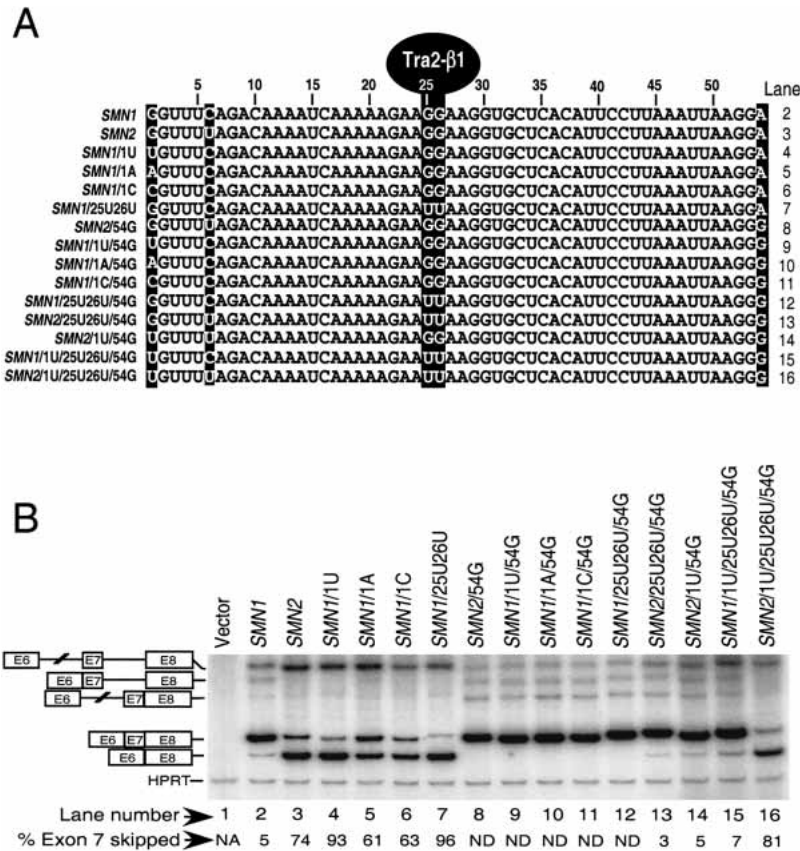 A
Tra2-β1
5 10 15 20 25 30 35 40 45 50 Lane
SMN1 GGUUUCAGACAAAAUCAAAAAGAAGGAAGGUGCUCACAUUCCUUAAAUUAAGGA 2
SMN2 GGUUUUAGACAAAAUCAAAAAGAAGGAAGGUGCUCACAUUCCUUAAAUUAAGGA 3
SMN1/1U UGUUUCAGACAAAAUCAAAAAGAAGGAAGGUGCUCACAUUCCUUAAAUUAAGGA 4
SMN1/1A AGUUUCAGACAAAAUCAAAAAGAAGGAAGGUGCUCACAUUCCUUAAAUUAAGGA 5
SMN1/1C CGUUUCAGACAAAAUCAAAAAGAAGGAAGGUGCUCACAUUCCUUAAAUUAAGGA 6
SMN1/25U26U GGUUUCAGACAAAAUCAAAAAGAAUUAAGGUGCUCACAUUCCUUAAAUUAAGGA 7
SMN2/54G GGUUUUAGACAAAAUCAAAAAGAAGGAAGGUGCUCACAUUCCUUAAAUUAAGGG 8
SMN1/1U/54G UGUUUCAGACAAAAUCAAAAAGAAGGAAGGUGCUCACAUUCCUUAAAUUAAGGG 9
SMN1/1A/54G AGUUUCAGACAAAAUCAAAAAGAAGGAAGGUGCUCACAUUCCUUAAAUUAAGGG 10
SMN1/1C/54G CGUUUCAGACAAAAUCAAAAAGAAGGAAGGUGCUCACAUUCCUUAAAUUAAGGG 11
SMN1/25U26U/54G GGUUUCAGACAAAAUCAAAAAGAAUUAAGGUGCUCACAUUCCUUAAAUUAAGGG 12
SMN2/25U26U/54G GGUUUUAGACAAAAUCAAAAAGAAUUAAGGUGCUCACAUUCCUUAAAUUAAGGG 13
SMN2/1U/54G UGUUUUAGACAAAAUCAAAAAGAAGGAAGGUGCUCACAUUCCUUAAAUUAAGGG 14
SMN1/1U/25U26U/54G UGUUUCAGACAAAAUCAAAAAGAAUUAAGGUGCUCACAUUCCUUAAAUUAAGGG 15
SMN2/1U/25U26U/54G UGUUUUAGACAAAAUCAAAAAGAAUUAAGGUGCUCACAUUCCUUAAAUUAAGGG 16
B
Vector
SMN1
SMN2
SMN1/1U
SMN1/1A
SMN1/1C
SMN1/25U26U
SMN2/54G
SMN1/1U/54G
SMN1/1A/54G
SMN1/1C/54G
SMN1/25U26U/54G
SMN2/25U26U/54G
SMN2/1U/54G
SMN1/1U/25U26U/54G
SMN2/1U/25U26U/54G
E6 E7 E8
E6 E7 E8
E6 E7 E8
E6 E7 E8
E6 E8
HPRT
Lane number 1 2 3 4 5 6 7 8 9 10 11 12 13 14 15 16
% Exon 7 skipped NA 5 74 93 61 63 96 ND ND ND ND ND 3 5 7 81